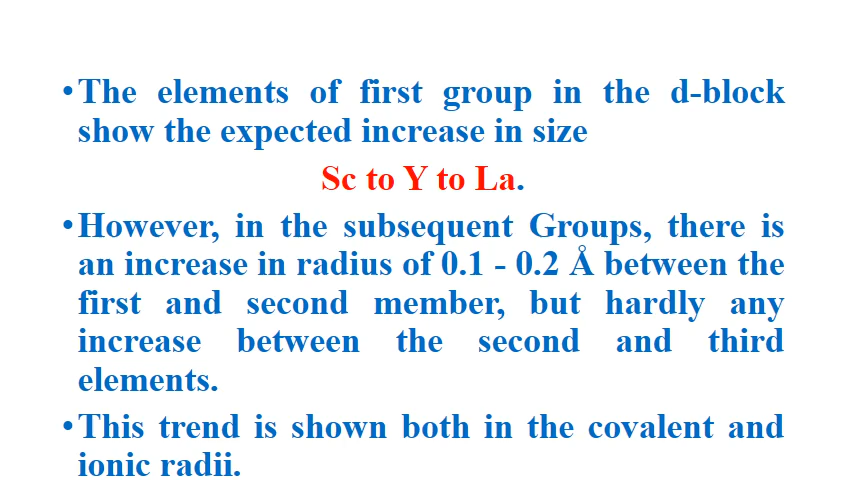 •The elements of first group in the d-block
show the expected increase in size
Sc to Y to La.
•However, in the subsequent Groups, there is
an increase in radius of 0.1 - 0.2 Å between the
first and second member, but hardly any
increase between the second and third
elements.
•This trend is shown both in the covalent and
ionic radii.